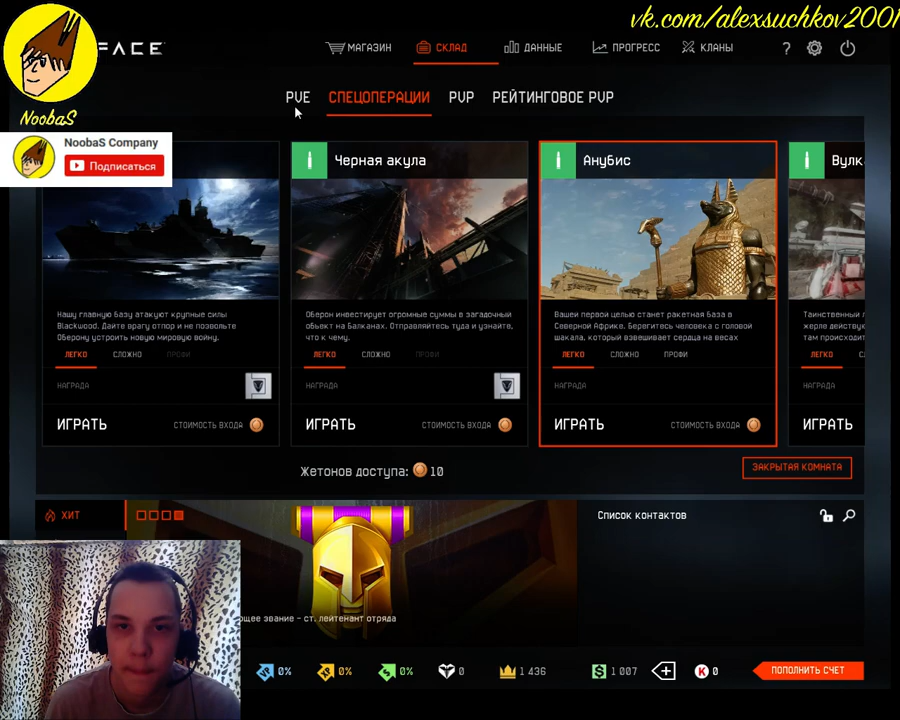 vk.com/alexsuchkov2001
FACE
МАГАЗИН
СКЛАД
ДАННЫЕ
ПРОГРЕСС
КЛАНЫ
?
NoobaS
PVE
СПЕЦОПЕРАЦИИ
PVP
РЕЙТИНГОВОЕ PVP
NoobaS Company
Подписаться
Черная акула
Анубис
Вулк
Нашу главную базу атакуют крупные силы
Blackwood. Дайте врагу отпор и не позвольте
Оберону устроить новую мировую войну.
ЛЕГКО СЛОЖНО ПРОФИ
НАГРАДА
ИГРАТЬ
СТОИМОСТЬ ВХОДА
Оберон инвестирует огромные суммы в загадочный
объект на Балканах. Отправляйтесь туда и узнайте,
что к чему.
ЛЕГКО СЛОЖНО ПРОФИ
НАГРАДА
ИГРАТЬ
СТОИМОСТЬ ВХОДА
Вашей первой целью станет ракетная база в
Северной Африке. Берегитесь человека с головой
шакала, который взвешивает сердца на весах
ЛЕГКО СЛОЖНО ПРОФИ
НАГРАДА
ИГРАТЬ
СТОИМОСТЬ ВХОДА
Таинственный
жерле действу
там происходит
ЛЕГКО
НАГРАДА
ИГРАТЬ
Жетонов доступа: 10
ЗАКРЫТАЯ КОМНАТА
ХИТ
Список контактов
ющее звание - ст. лейтенант отряда
0%
0%
0%
0
1 436
$ 1 007
K 0
ПОПОЛНИТЬ СЧЕТ